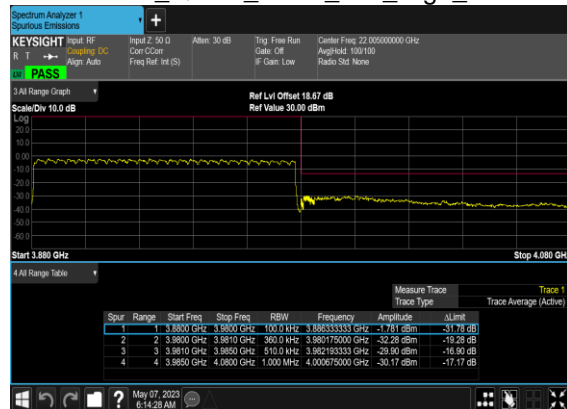 Spectrum Analyzer 1
Spurious Emissions
KEYSIGHT Input: RF Input Z: 50 Ω Atten: 30 dB Trig: Free Run Center Freq: 22.005000000 GHz
R T Coupling: DC Corr CCorr Gate: Off Avg|Hold: 100/100
Align: Auto Freq Ref: Int (S) IF Gain: Low Radio Std: None
PASS
3 All Range Graph
Ref Lvl Offset 18.67 dB
Scale/Div 10.0 dB Ref Value 30.00 dBm
Log
20.0
10.0
0.00
-10.0
-20.0
-30.0
-40.0
-50.0
-60.0
Start 3.880 GHz Stop 4.080 GH
4 All Range Table
Measure Trace Trace 1
Trace Type Trace Average (Active)
Spur Range Start Freq Stop Freq RBW Frequency Amplitude ΔLimit
1 1 3.8800 GHz 3.9800 GHz 100.0 kHz 3.886333333 GHz -1.781 dBm -31.78 dB
2 2 3.9800 GHz 3.9810 GHz 360.0 kHz 3.980175000 GHz -32.28 dBm -19.28 dB
3 3 3.9810 GHz 3.9850 GHz 510.0 kHz 3.982193333 GHz -29.90 dBm -16.90 dB
4 4 3.9850 GHz 4.0800 GHz 1.000 MHz 4.000675000 GHz -30.17 dBm -17.17 dB
May 07, 2023
6:14:28 AM